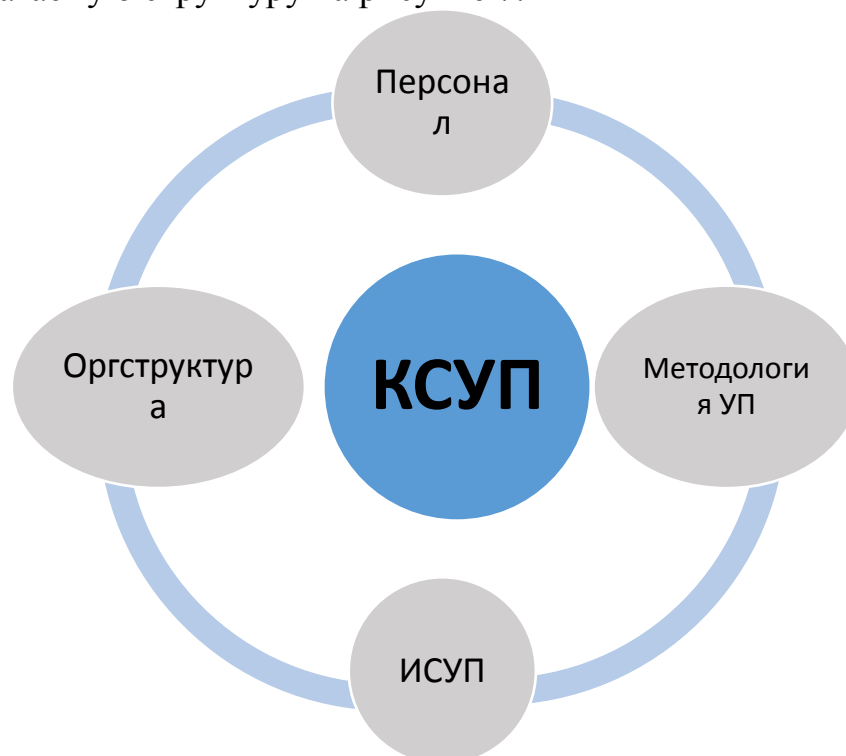 Персона
л
Оргструктур
а
КСУП
Методологи
я УП
ИСУП